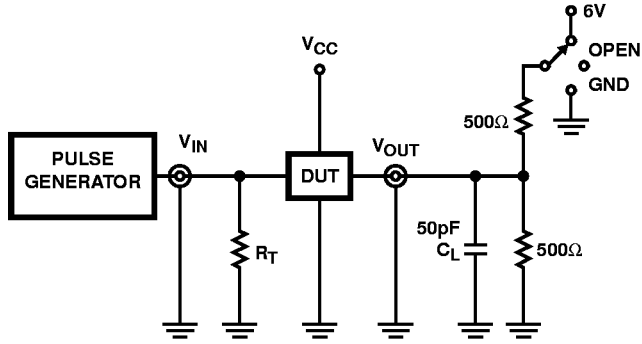 6V
OPEN
GND
500Ω
VCC
VIN
VOUT
PULSE
GENERATOR
DUT
50pF
CL
500Ω
RT